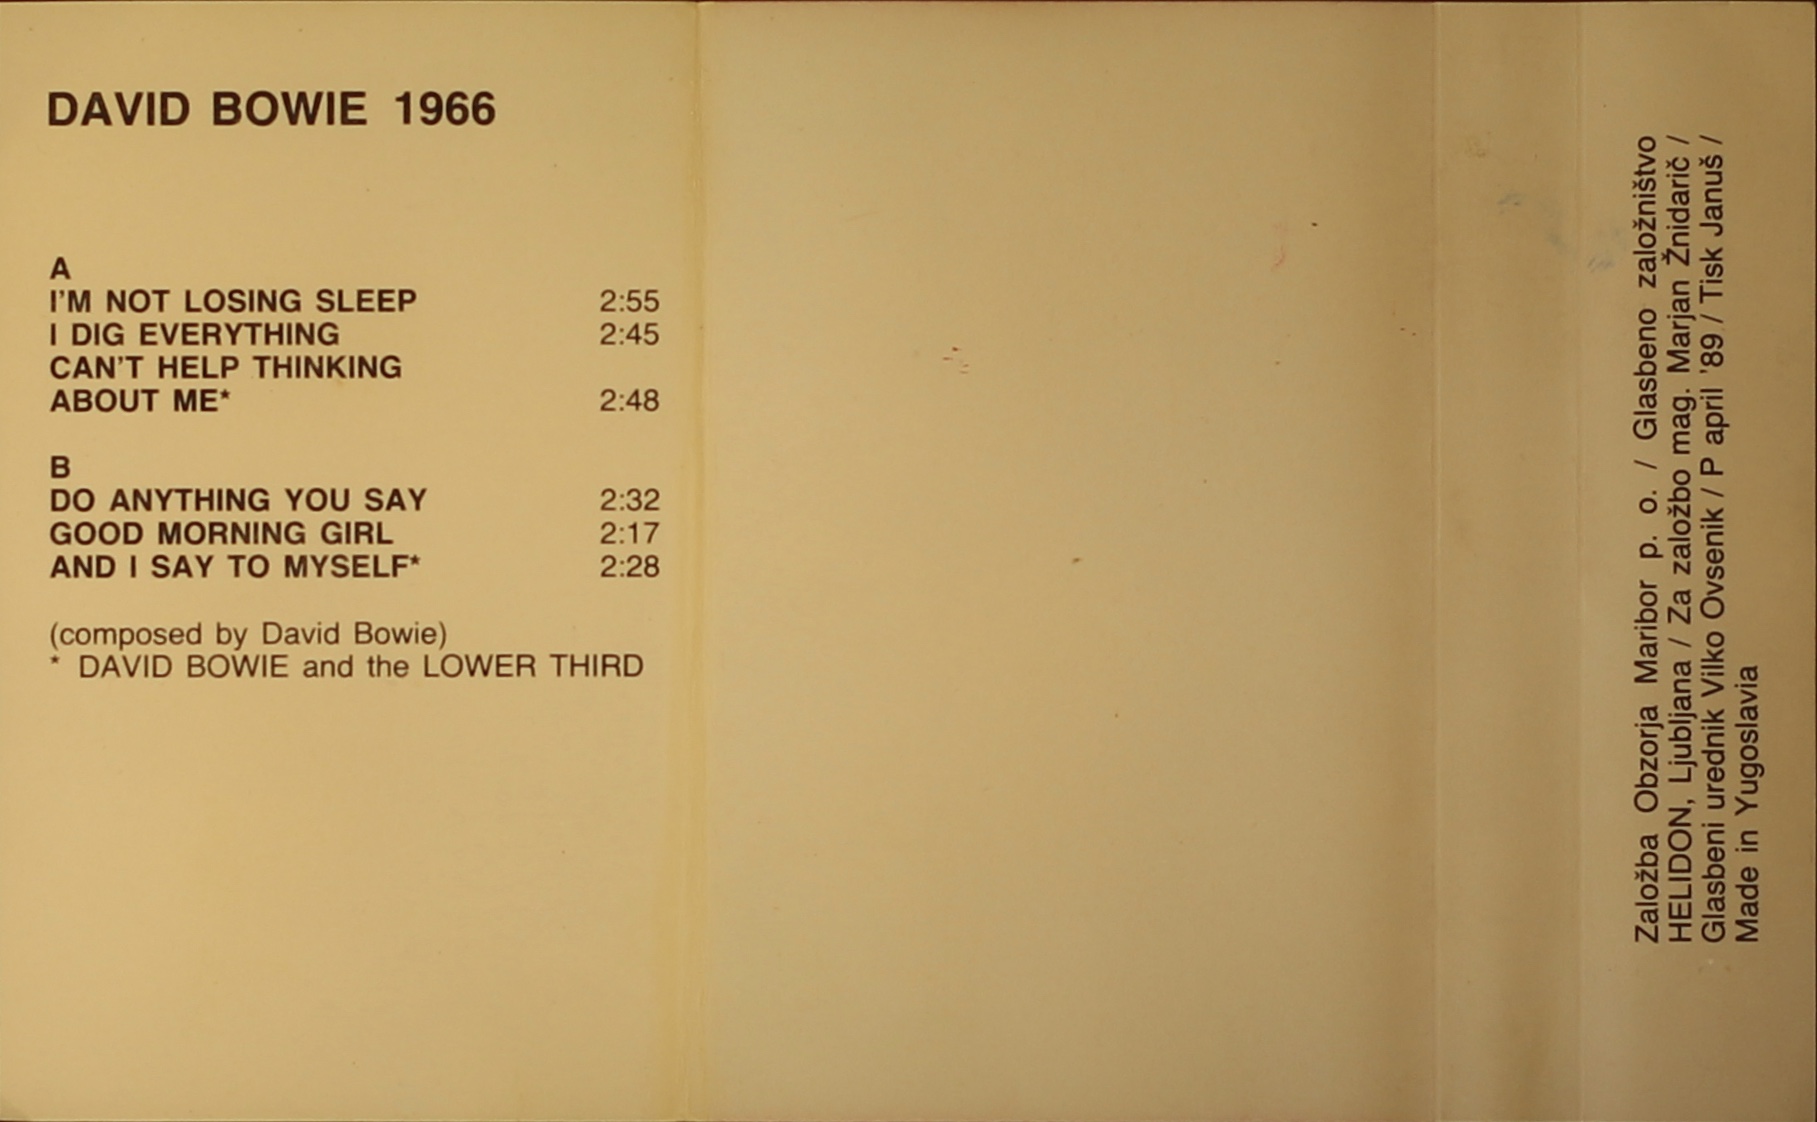 DAVID BOWIE 1966
A
I'M NOT LOSING SLEEP 2:55
I DIG EVERYTHING 2:45
CAN'T HELP THINKING
ABOUT ME* 2:48
B
DO ANYTHING YOU SAY 2:32
GOOD MORNING GIRL 2:17
AND I SAY TO MYSELF* 2:28
(composed by David Bowie)
* DAVID BOWIE and the LOWER THIRD
Založba Obzorja Maribor p. o. / Glasbeno založništvo
HELIDON, Ljubljana / Za založbo mag. Marjan Žnidarič /
Glasbeni urednik Vilko Ovsenik / P april '89 / Tisk Januš /
Made in Yugoslavia